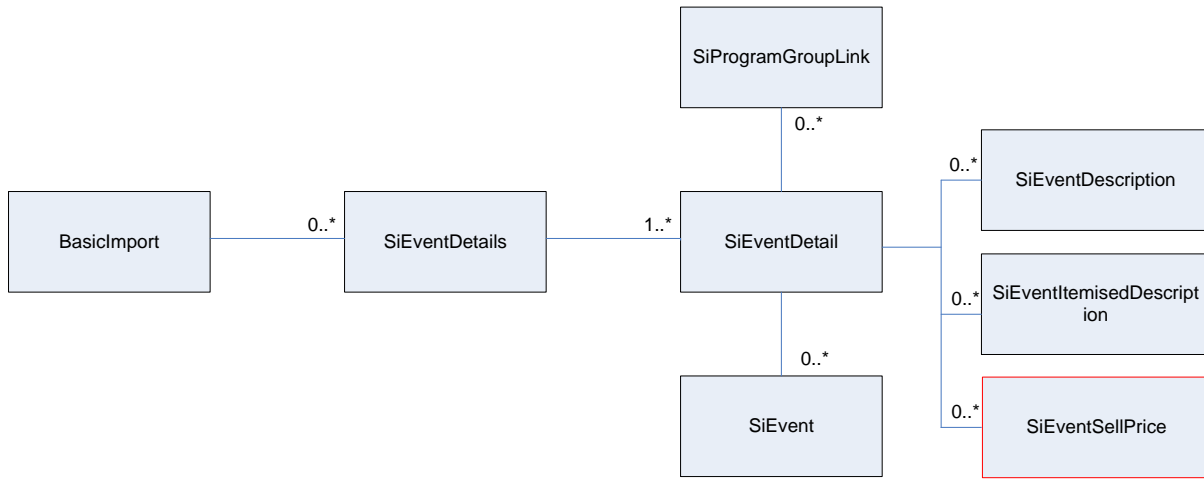 SiProgramGroupLink
0..*
0..*
SiEventDescription
BasicImport
0..*
SiEventDetails
1..*
SiEventDetail
0..*
SiEventItemisedDescript
ion
0..*
SiEvent
0..*
SiEventSellPrice